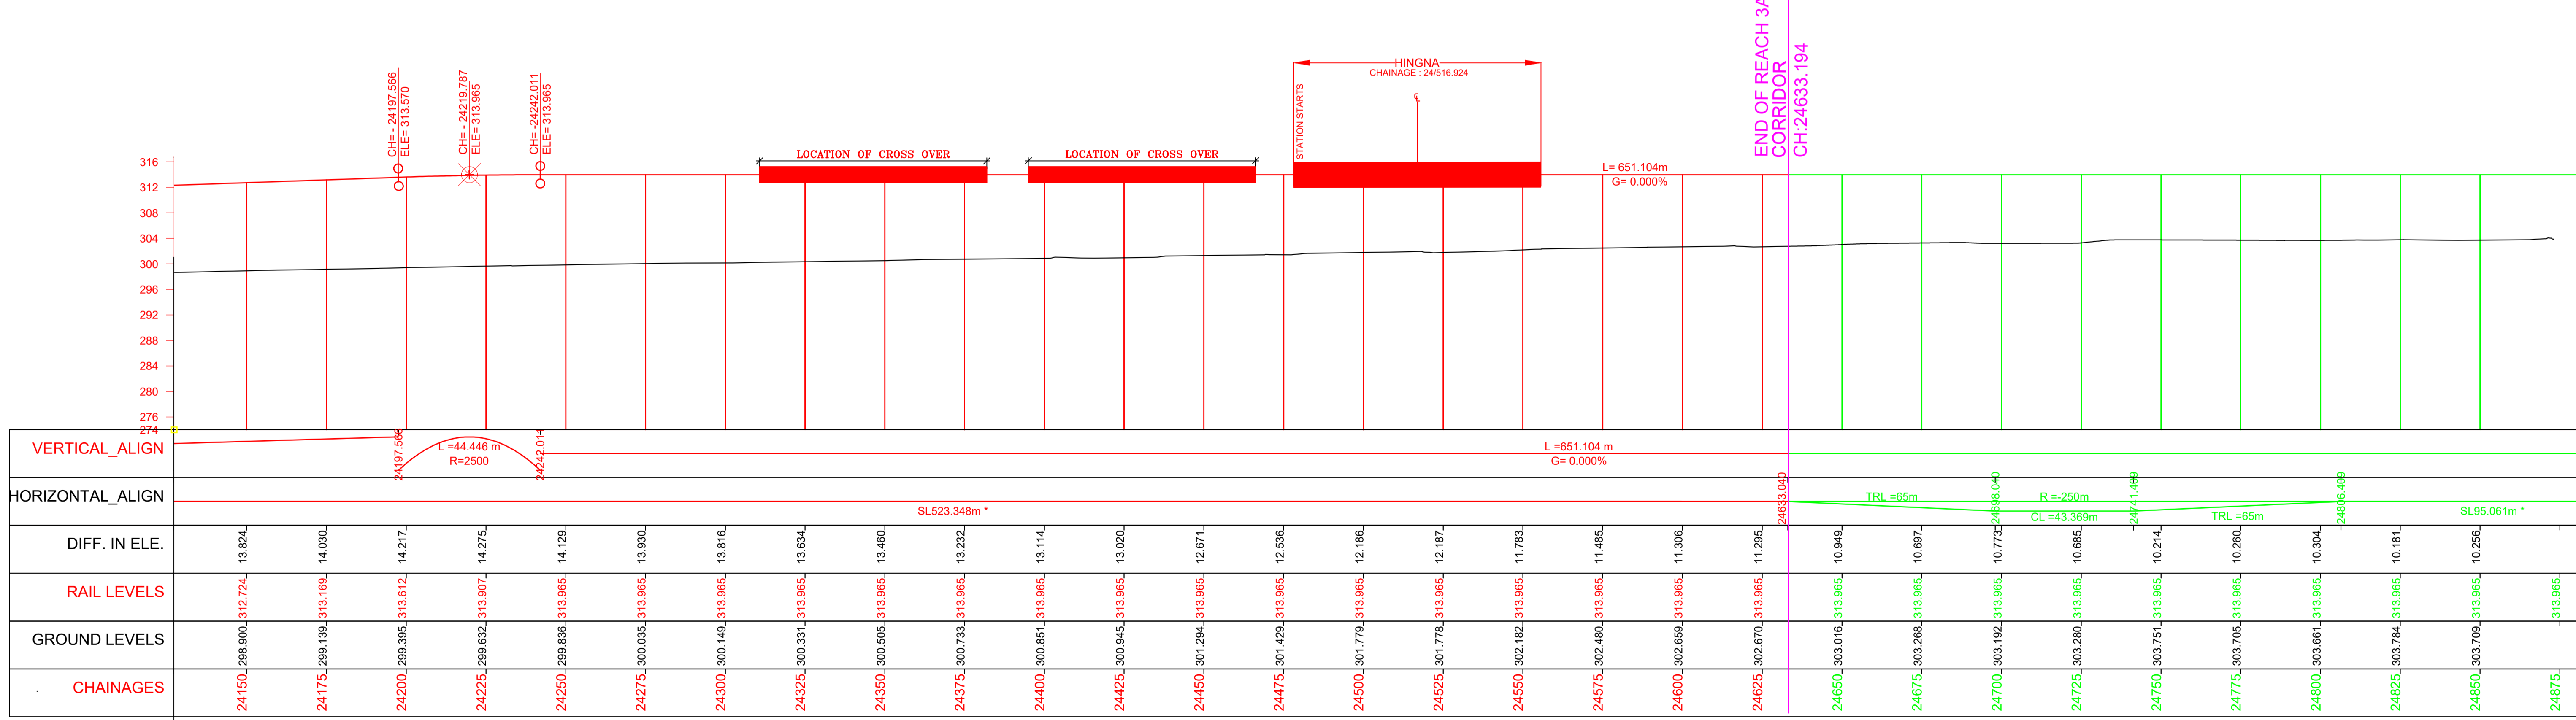 END OF REACH 3A
CORRIDOR
CH:24633.194
HINGNA
CHAINAGE : 24/516.924
STATION STARTS
CH= - 24197.566
ELE= 313.570
CH= - 24219.787
ELE= 313.965
CH= -24242.011
ELE= 313.965
LOCATION OF CROSS OVER
LOCATION OF CROSS OVER
L= 651.104m
G= 0.000%
316
312
308
304
300
296
292
288
284
280
276
274
VERTICAL_ALIGN
24197.566
L =44.446 m
R=2500
24242.011
L =651.104 m
G= 0.000%
HORIZONTAL_ALIGN
SL523.348m *
24633.040
TRL =65m
24698.040
R =-250m
CL =43.369m
24741.409
TRL =65m
24806.409
SL95.061m *
DIFF. IN ELE. 13.824 14.030 14.217 14.275 14.129 13.930 13.816 13.634 13.460 13.232 13.114 13.020 12.671 12.536 12.186 12.187 11.783 11.485 11.306 11.295 10.949 10.697 10.773 10.685 10.214 10.260 10.304 10.181 10.256
RAIL LEVELS 312.724 313.169 313.612 313.907 313.965 313.965 313.965 313.965 313.965 313.965 313.965 313.965 313.965 313.965 313.965 313.965 313.965 313.965 313.965 313.965 313.965 313.965 313.965 313.965 313.965 313.965 313.965 313.965 313.965 313.965
GROUND LEVELS 298.900 299.139 299.395 299.632 299.836 300.035 300.149 300.331 300.505 300.733 300.851 300.945 301.294 301.429 301.779 301.778 302.182 302.480 302.659 302.670 303.016 303.268 303.192 303.280 303.751 303.705 303.661 303.784 303.709
CHAINAGES 24150 24175 24200 24225 24250 24275 24300 24325 24350 24375 24400 24425 24450 24475 24500 24525 24550 24575 24600 24625 24650 24675 24700 24725 24750 24775 24800 24825 24850 24875